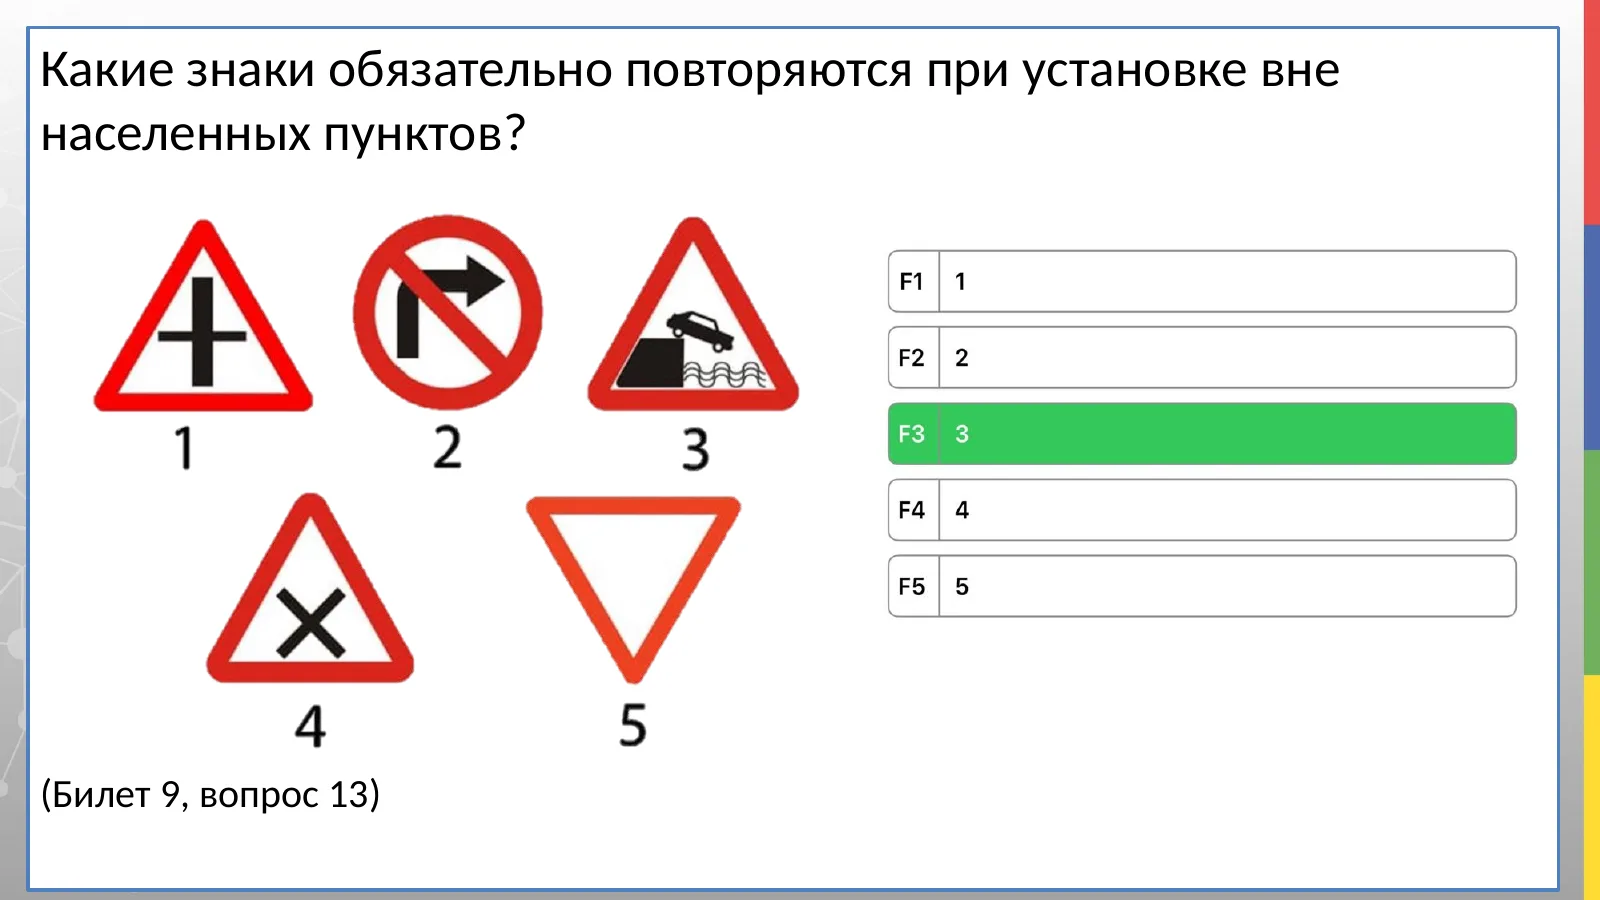 Какие знаки обязательно повторяются при установке вне
населенных пунктов?
1
2
3
4
5
F1 1
F2 2
F3 3
F4 4
F5 5
(Билет 9, вопрос 13)